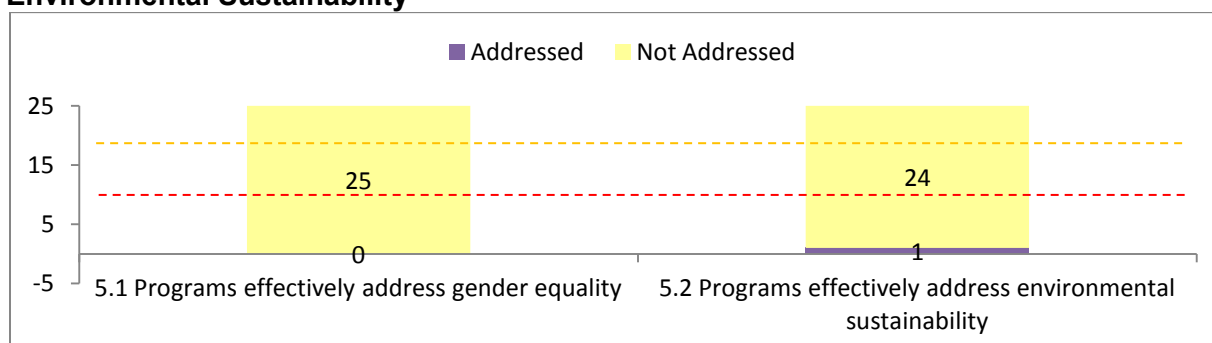 Environmental Sustainability
Addressed Not Addressed
25
15
5
-5
25
24
0
1
5.1 Programs effectively address gender equality
5.2 Programs effectively address environmental
sustainability